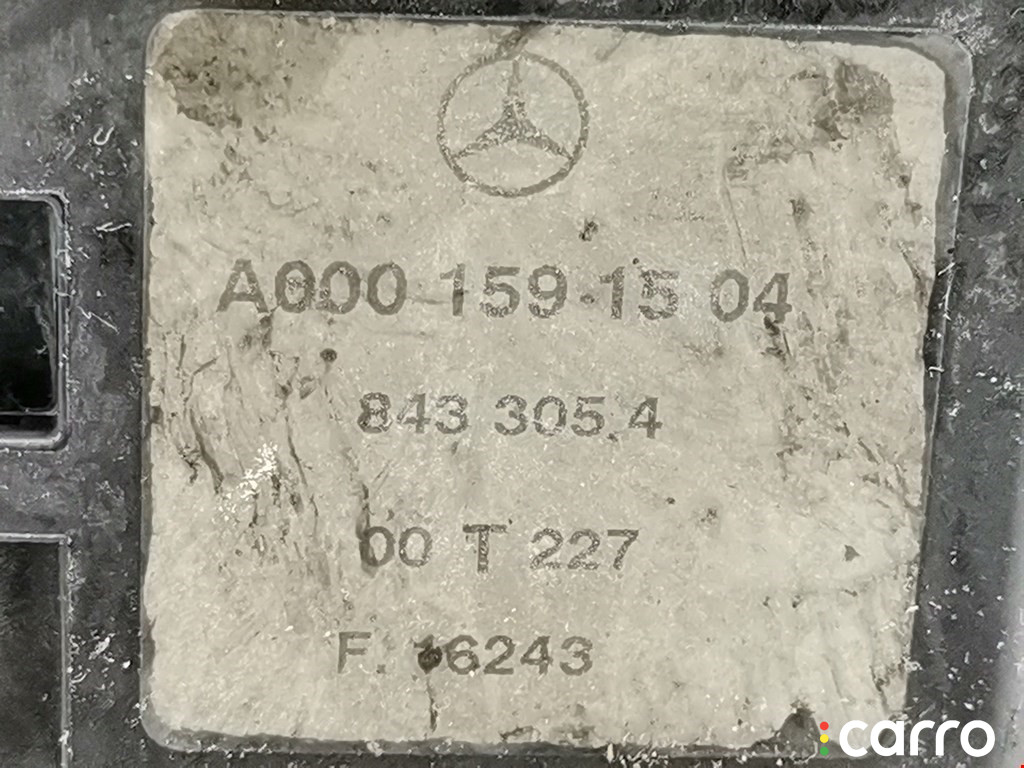 A000 159 15 04
843 305.4
00 T 227
F. 16243
carro